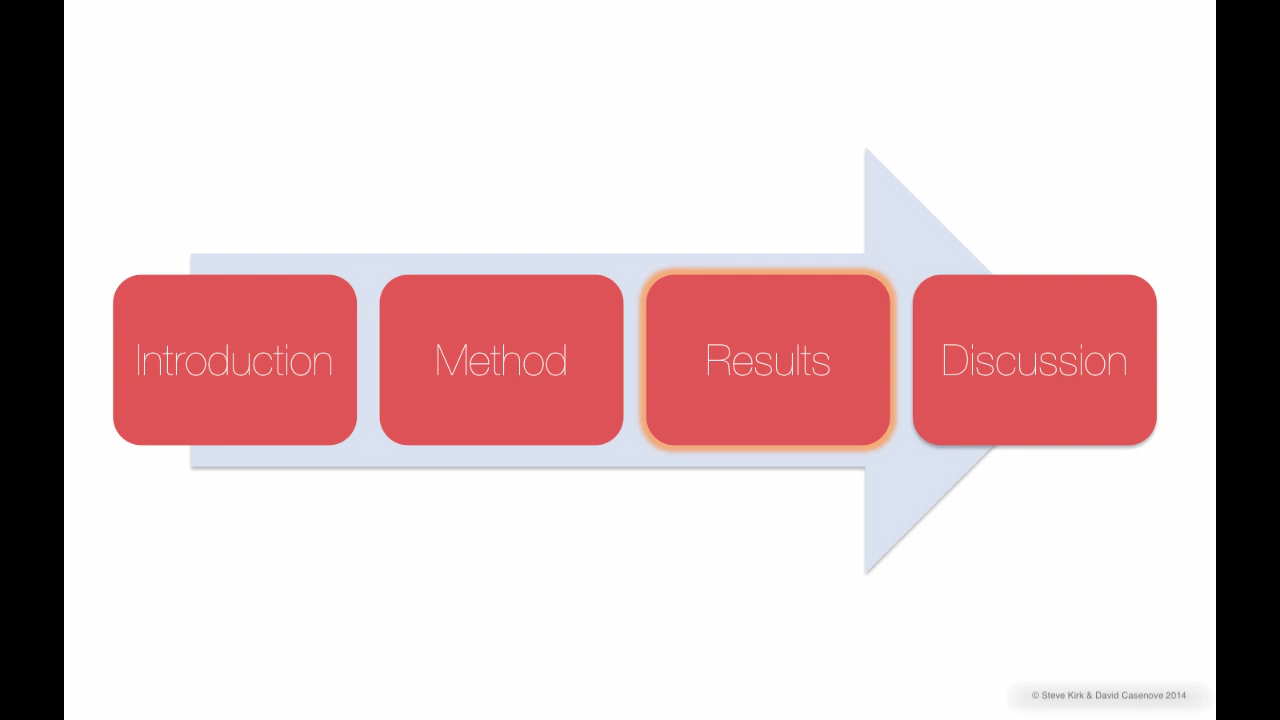 Introduction
Method
Results
Discussion
© Steve Kirk & David Casenove 2014